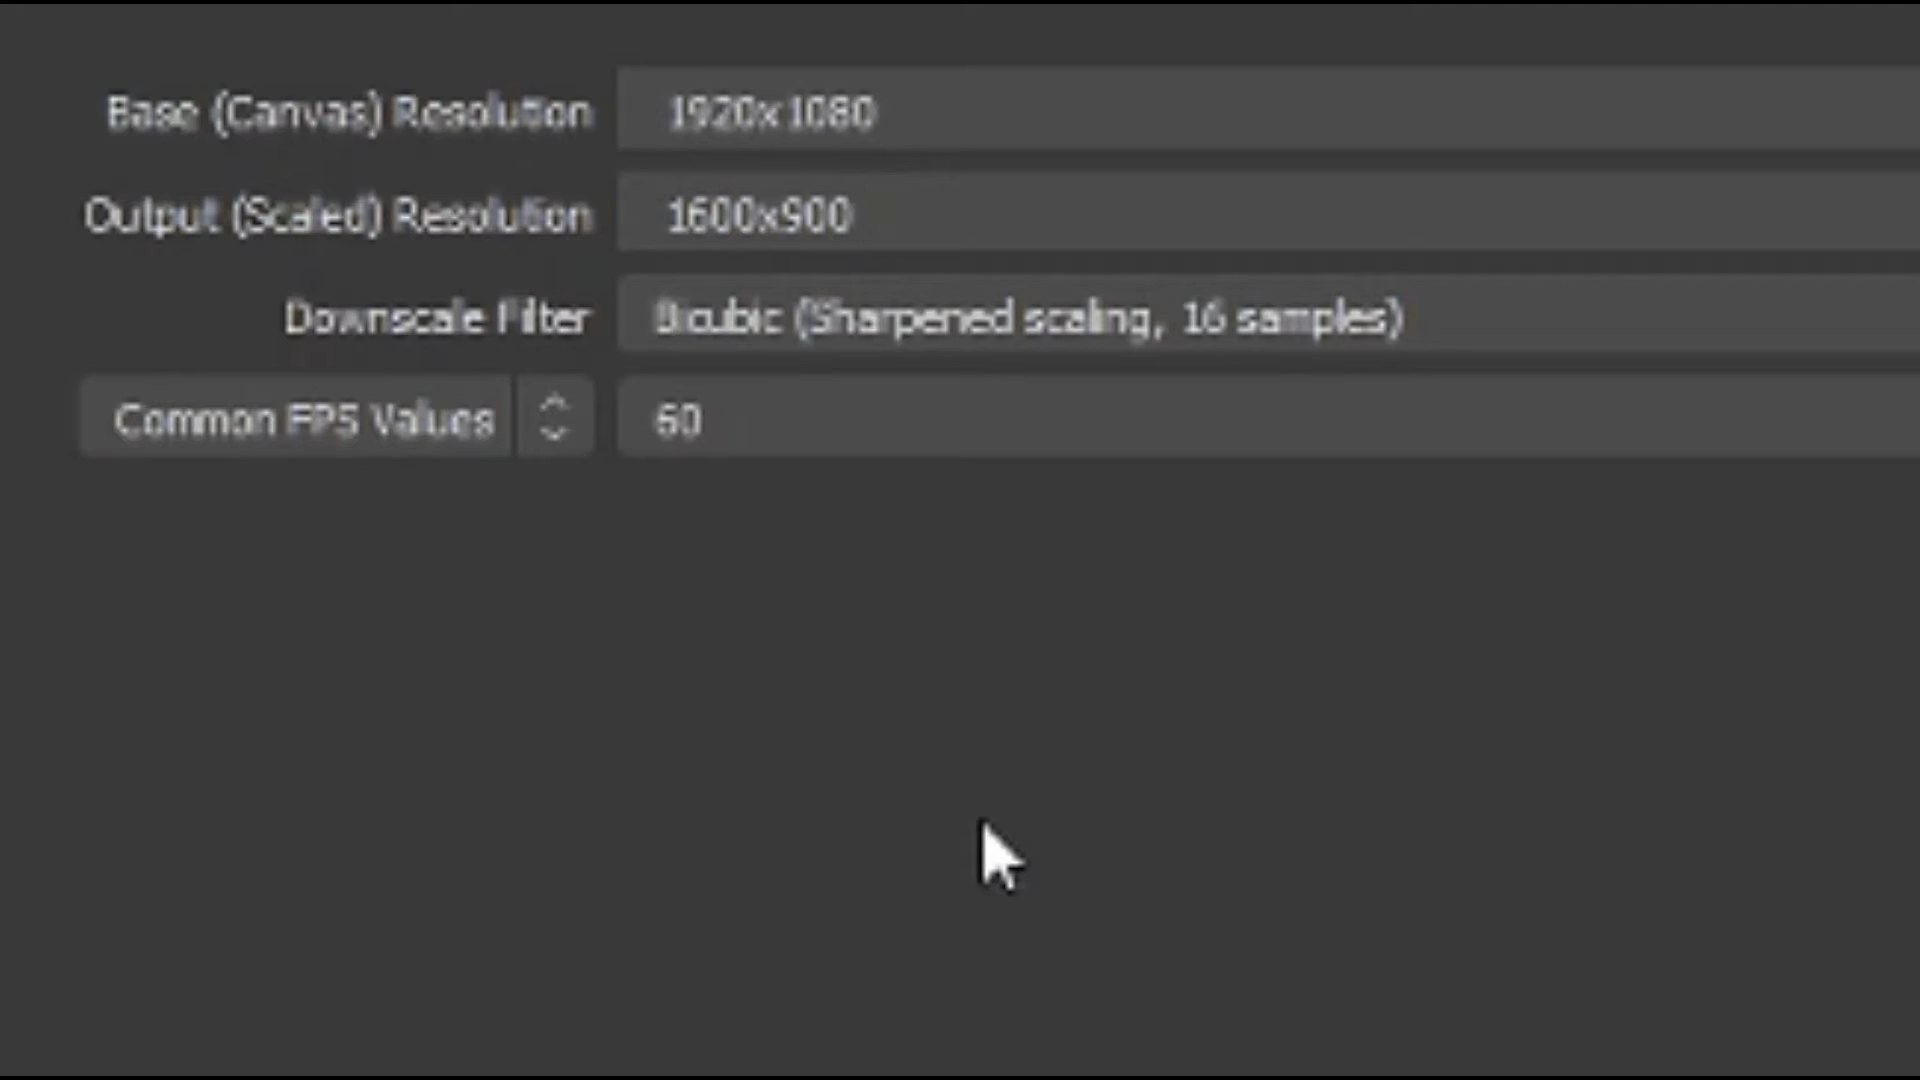 Base (Canvas) Resolution 1920x1080
Output (Scaled) Resolution 1600x900
Downscale Filter Bicubic (Sharpened scaling, 16 samples)
Common FPS Values 60